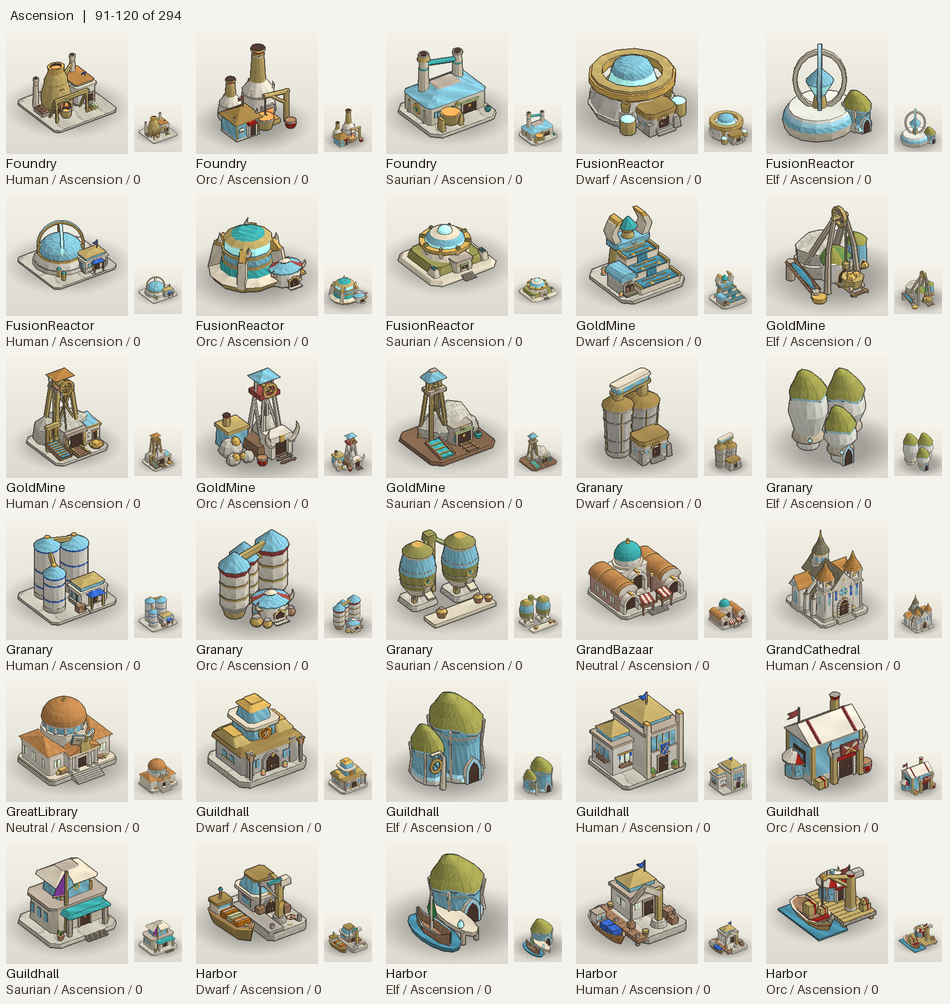 Ascension | 91-120 of 294
Foundry
Human / Ascension / 0
Foundry
Orc / Ascension / 0
Foundry
Saurian / Ascension / 0
FusionReactor
Dwarf / Ascension / 0
FusionReactor
Elf / Ascension / 0
FusionReactor
Human / Ascension / 0
FusionReactor
Orc / Ascension / 0
FusionReactor
Saurian / Ascension / 0
GoldMine
Dwarf / Ascension / 0
GoldMine
Elf / Ascension / 0
GoldMine
Human / Ascension / 0
GoldMine
Orc / Ascension / 0
GoldMine
Saurian / Ascension / 0
Granary
Dwarf / Ascension / 0
Granary
Elf / Ascension / 0
Granary
Human / Ascension / 0
Granary
Orc / Ascension / 0
Granary
Saurian / Ascension / 0
GrandBazaar
Neutral / Ascension / 0
GrandCathedral
Human / Ascension / 0
GreatLibrary
Neutral / Ascension / 0
Guildhall
Dwarf / Ascension / 0
Guildhall
Elf / Ascension / 0
Guildhall
Human / Ascension / 0
Guildhall
Orc / Ascension / 0
Guildhall
Saurian / Ascension / 0
Harbor
Dwarf / Ascension / 0
Harbor
Elf / Ascension / 0
Harbor
Human / Ascension / 0
Harbor
Orc / Ascension / 0